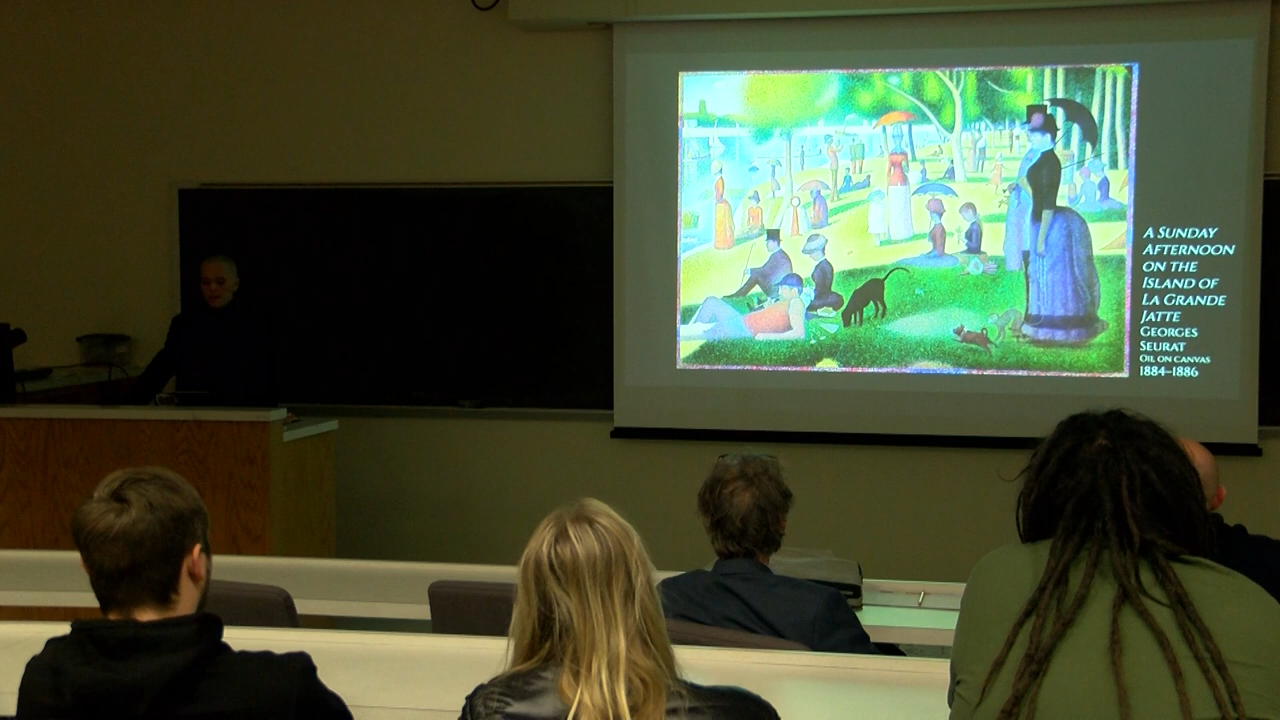 A SUNDAY
AFTERNOON
ON THE
ISLAND OF
LA GRANDE
JATTE
GEORGES
SEURAT
OIL ON CANVAS
1884–1886